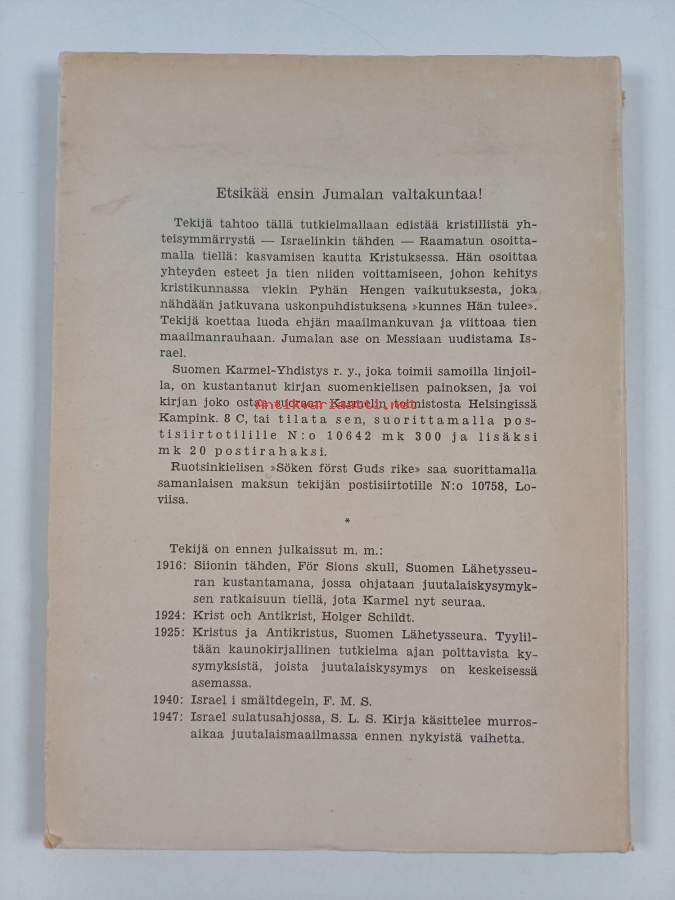 Etsikää ensin Jumalan valtakuntaa!
Tekijä tahtoo tällä tutkielmallaan edistää kristillistä yh-
teisymmärrystä — Israelinkin tähden — Raamatun osoitta-
malla tiellä: kasvamisen kautta Kristuksessa. Hän osoittaa
yhteyden esteet ja tien niiden voittamiseen, johon kehitys
kristikunnassa viekin Pyhän Hengen vaikutuksesta, joka
nähdään jatkuvana uskonpuhdistuksena »kunnes Hän tulee».
Tekijä koettaa luoda ehjän maailmankuvan ja viittoaa tien
maailmanrauhaan. Jumalan ase on Messiaan uudistama Is-
rael.
Suomen Karmel-Yhdistys r. y., joka toimii samoilla linjoil-
la, on kustantanut kirjan suomenkielisen painoksen, ja voi
kirjan joko ostaa suoraan Karmelin toimistosta Helsingissä
Antikvariaatti.net
Kampink. 8 C, tai tilata sen, suorittamalla pos-
tisiirtotilille N:o 10642 mk 300 ja lisäksi
mk 20 postirahaksi.
Ruotsinkielisen »Söken först Guds rike» saa suorittamalla
samanlaisen maksun tekijän postisiirtotille N:o 10758, Lo-
viisa.
*
Tekijä on ennen julkaissut m. m.:
1916: Siionin tähden, För Sions skull, Suomen Lähetysseu-
ran kustantamana, jossa ohjataan juutalaiskysymyk-
sen ratkaisuun tiellä, jota Karmel nyt seuraa.
1924: Krist och Antikrist, Holger Schildt.
1925: Kristus ja Antikristus, Suomen Lähetysseura. Tyylil-
tään kaunokirjallinen tutkielma ajan polttavista ky-
symyksistä, joista juutalaiskysymys on keskeisessä
asemassa.
1940: Israel i smältdegeln, F. M. S.
1947: Israel sulatusahjossa, S. L. S. Kirja käsittelee murros-
aikaa juutalaismaailmassa ennen nykyistä vaihetta.